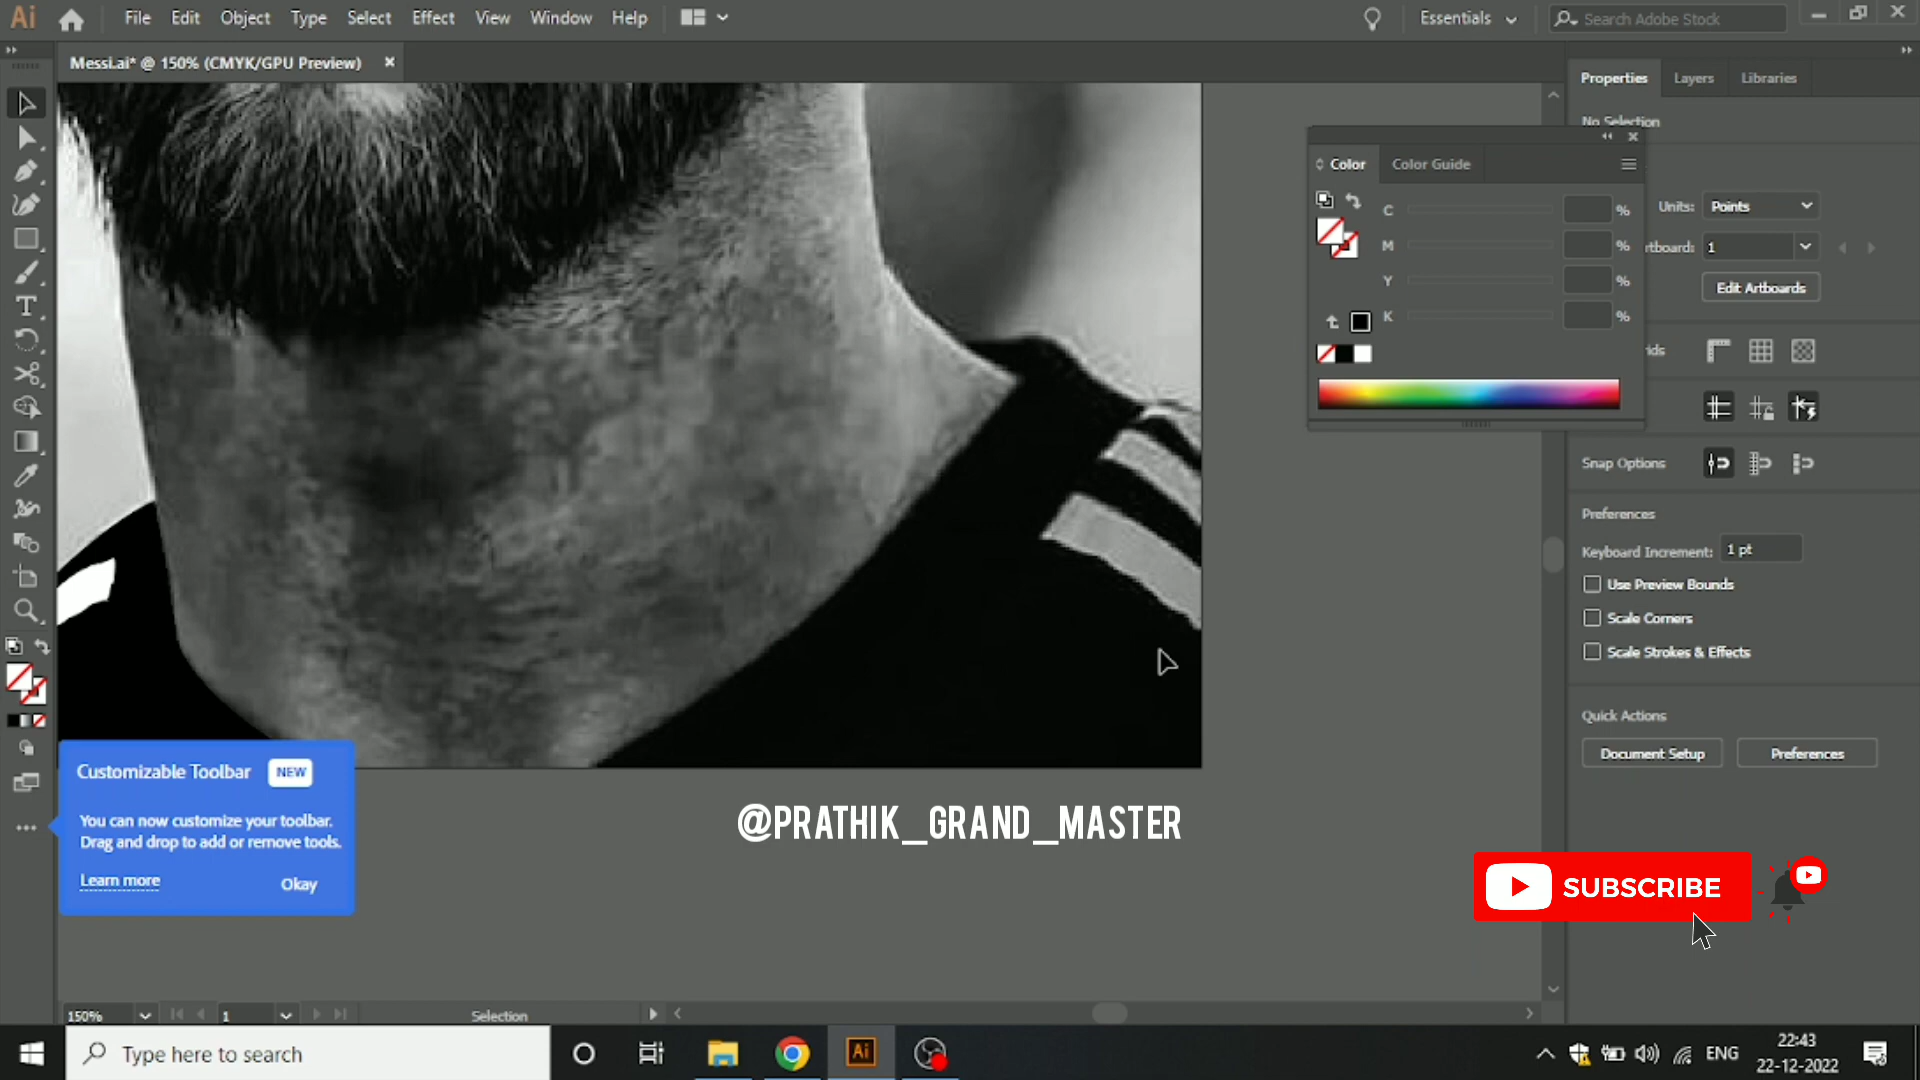 Ai File Edit Object Type Select Effect View Window Help Essentials Search Adobe Stock
Messi.ai* @ 150% (CMYK/GPU Preview)
Properties Layers Libraries
No Selection
Color Color Guide
C %
M %
Y %
K %
Units: Points
rtboard: 1
Edit Artboards
ids
Snap Options
Preferences
Keyboard Increment: 1 pt
Use Preview Bounds
Scale Corners
Scale Strokes & Effects
Quick Actions
Document Setup Preferences
Customizable Toolbar NEW
You can now customize your toolbar.
Drag and drop to add or remove tools.
Learn more Okay
@PRATHIK_GRAND_MASTER
SUBSCRIBE
150% 1 Selection
Type here to search
Ai
ENG
22:43
22-12-2022